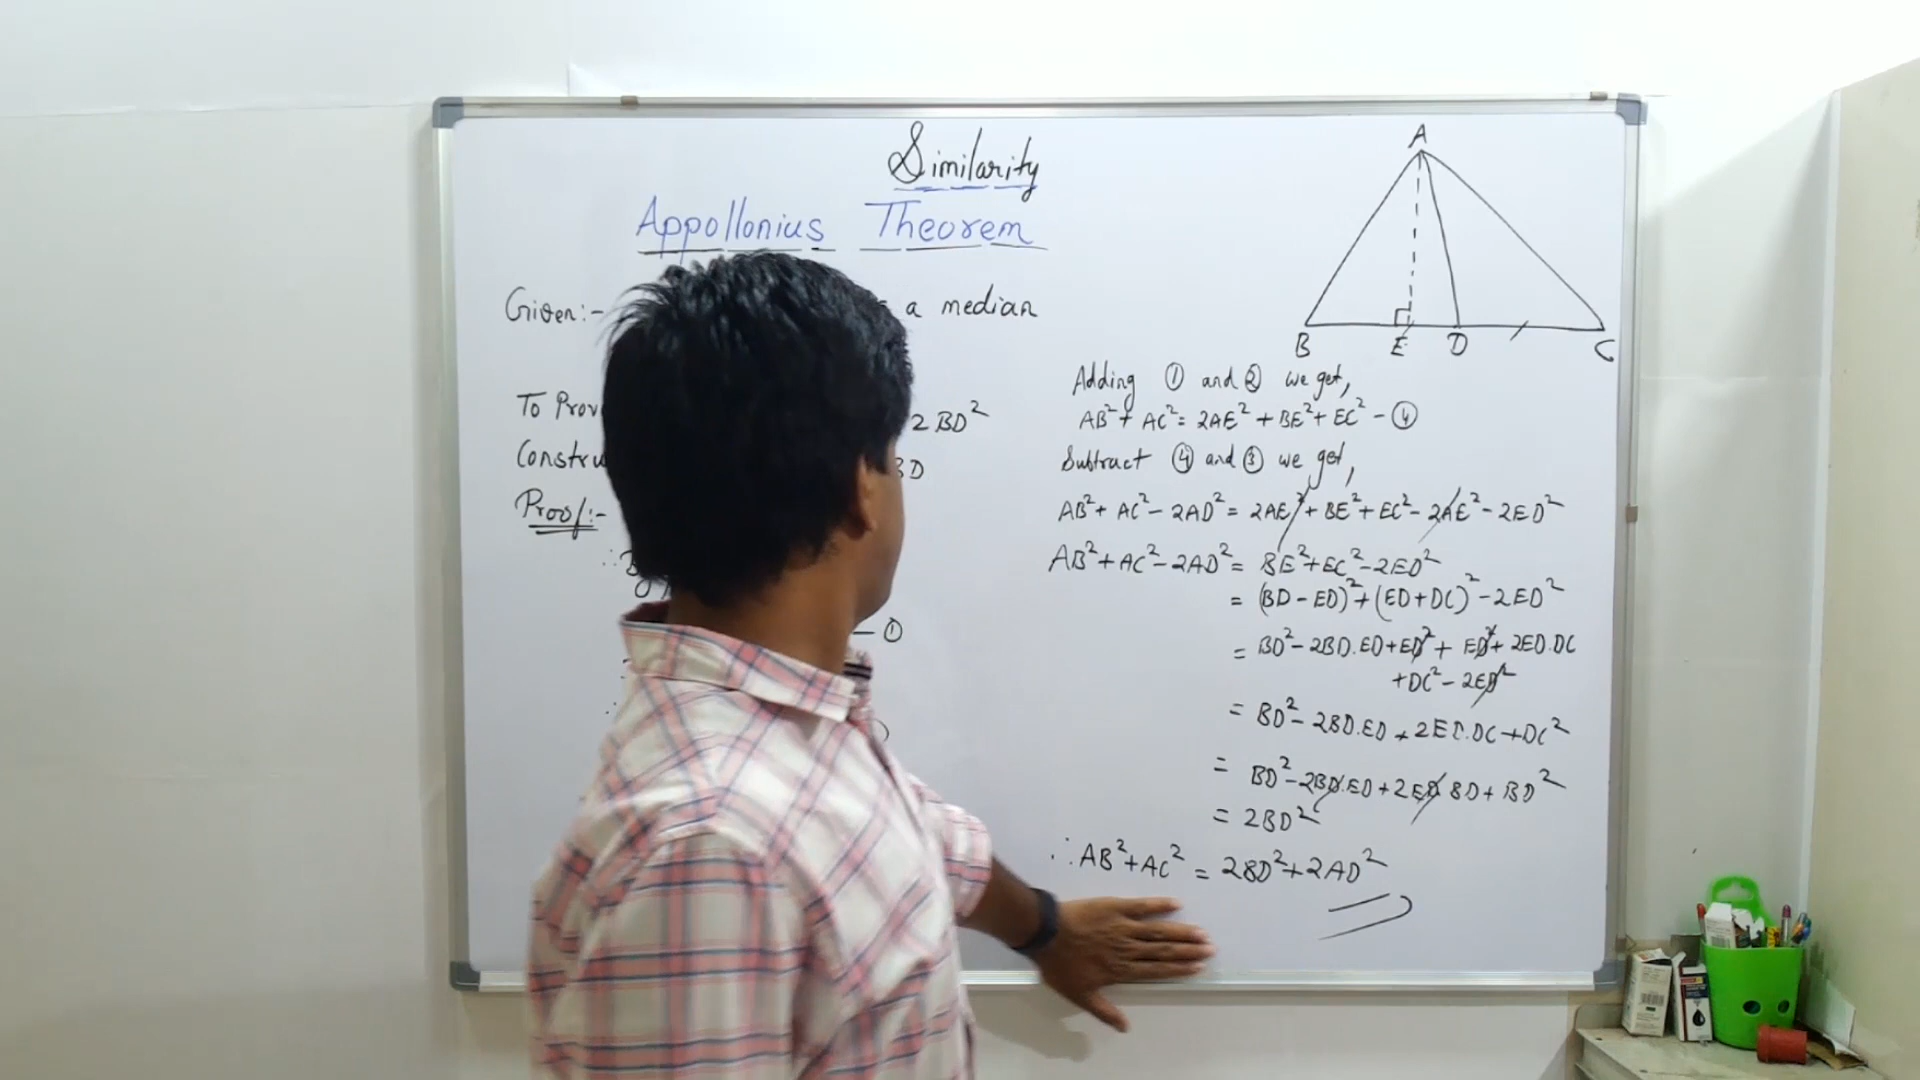 Similarity
Appollonius Theorem
Given:- a median
To Prov 2BD²
Constru BD
Proof:-
∴ By
— ①
A
B E D C
Adding ① and ② we get,
AB² + AC² = 2AE² + BE² + EC² - ④
Subtract ④ and ③ we get,
AB² + AC² - 2AD² = 2AE² + BE² + EC² - 2AE² - 2ED²
AB² + AC² - 2AD² = BE² + EC² - 2ED²
= (BD - ED)² + (ED + DC)² - 2ED²
= BD² - 2BD.ED + ED² + ED² + 2ED.DC
+ DC² - 2ED²
= BD² - 2BD.ED + 2ED.DC + DC²
= BD² - 2BD.ED + 2ED BD + BD²
= 2BD²
∴ AB² + AC² = 2BD² + 2AD²